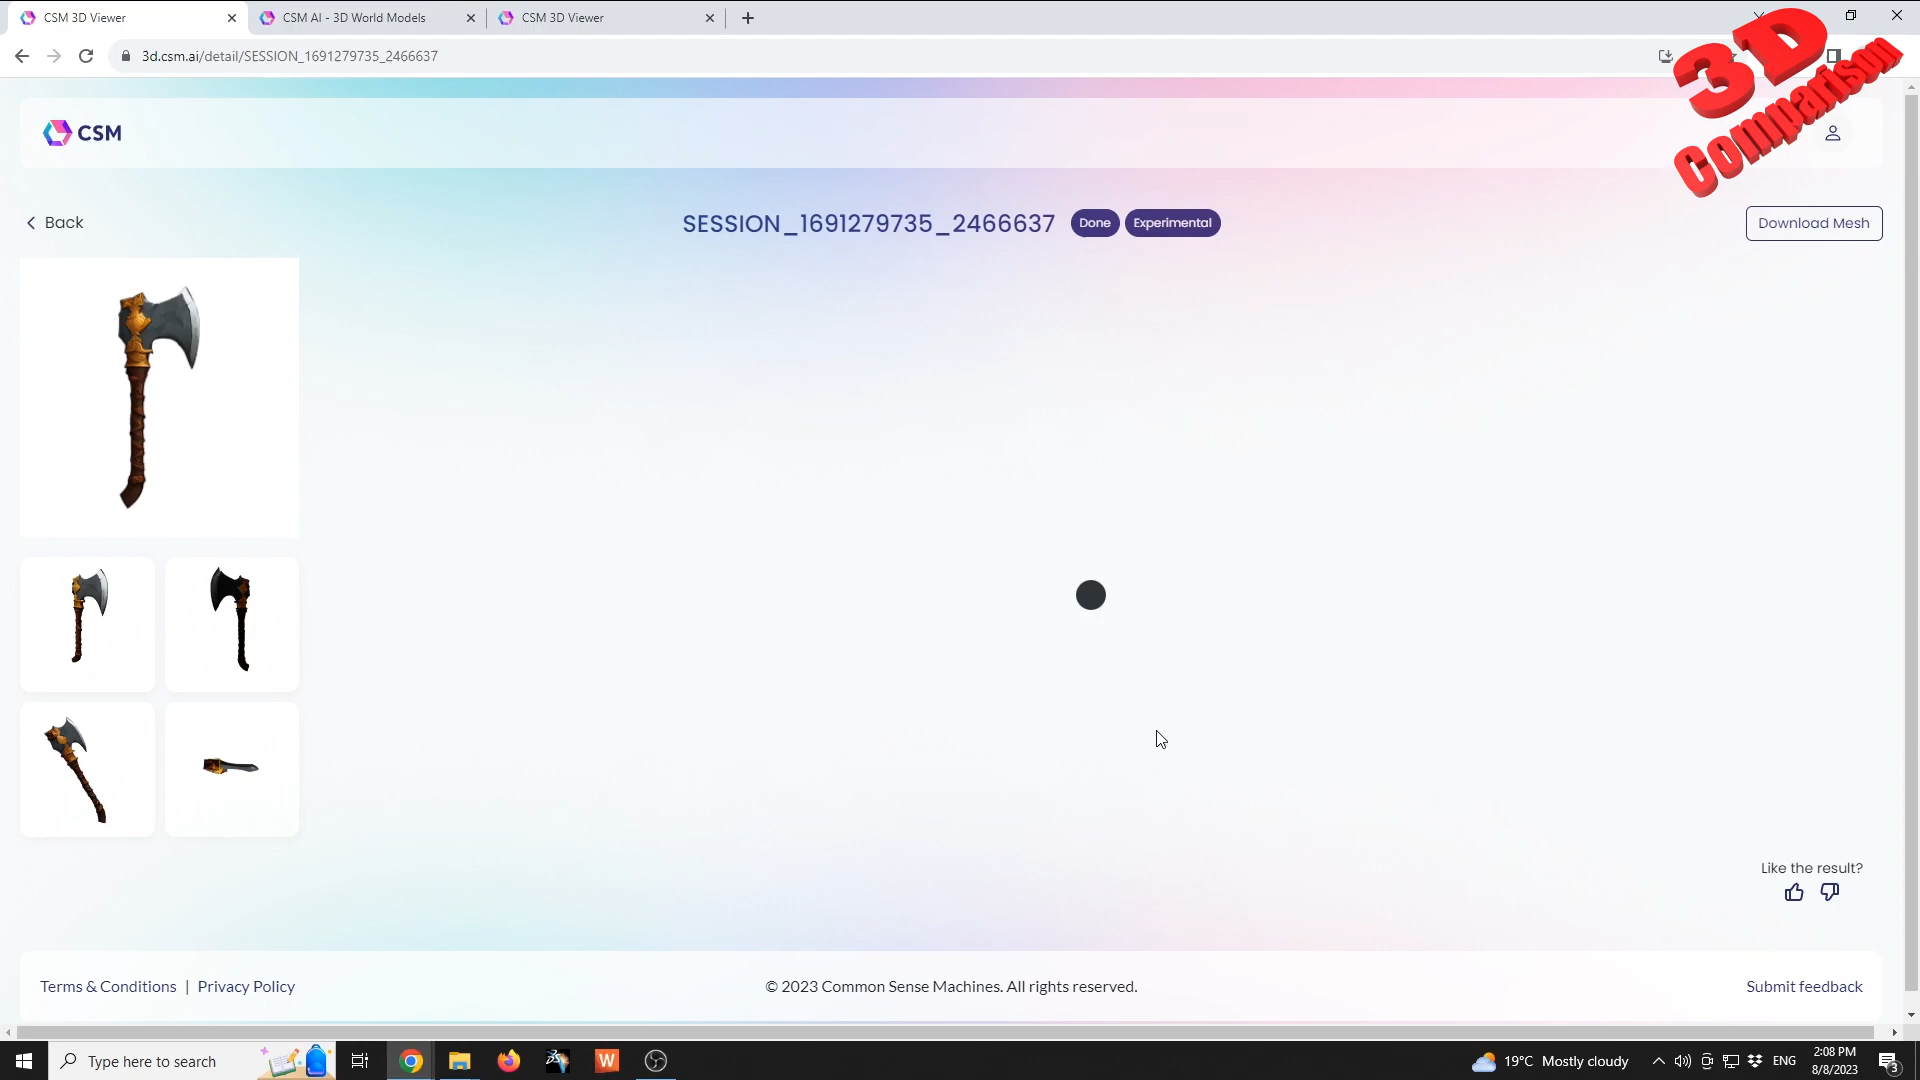 CSM 3D Viewer
CSM AI - 3D World Models
CSM 3D Viewer
3d.csm.ai/detail/SESSION_1691279735_2466637
3D
Comparison
CSM
Back
SESSION_1691279735_2466637
Done
Experimental
Download Mesh
Like the result?
Terms & Conditions | Privacy Policy
© 2023 Common Sense Machines. All rights reserved.
Submit feedback
Type here to search
W
19°C Mostly cloudy
ENG
2:08 PM
8/8/2023
3